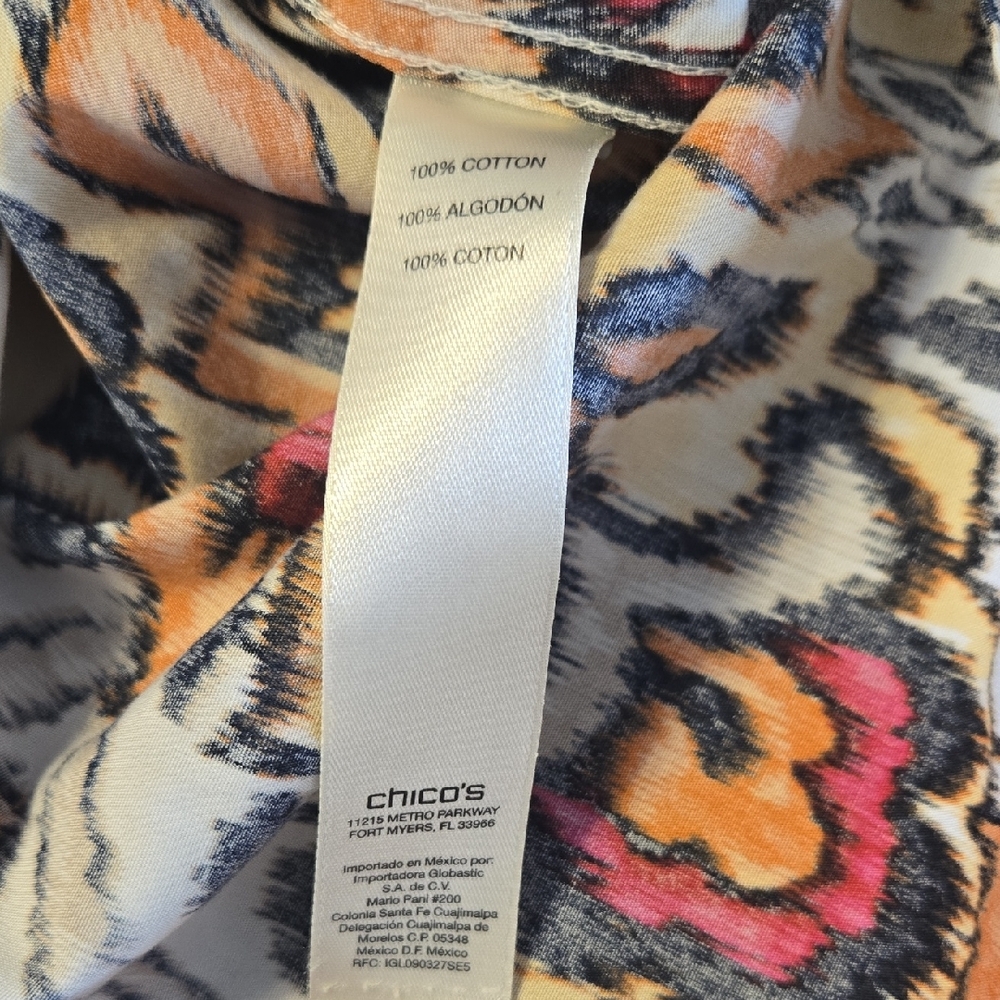 100% COTTON
100% ALGODÓN
100% COTON
chico's
11215 METRO PARKWAY
FORT MYERS, FL 33966
Importado en México por:
Importadora Globastic
S.A. de C.V.
Mario Pani #200
Colonia Santa Fe Cuajimalpa
Delegación Cuajimalpa de
Morelos C.P. 05348
México D.F. México
RFC: IGL090327SE5